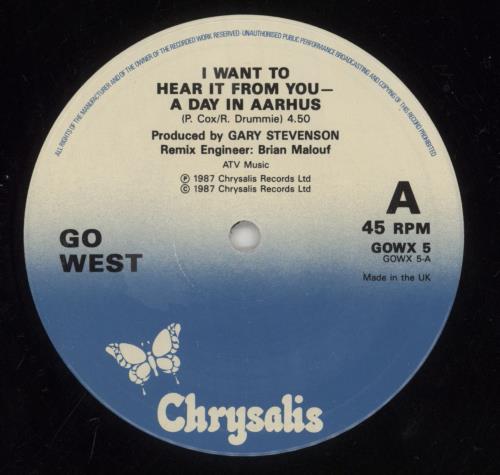 ALL RIGHTS OF THE MANUFACTURER AND OF THE OWNER OF THE RECORDED WORK RESERVED · UNAUTHORISED PUBLIC PERFORMANCE BROADCASTING AND COPYING OF THIS RECORD PROHIBITED
I WANT TO
HEAR IT FROM YOU—
A DAY IN AARHUS
(P. Cox/R. Drummie) 4.50
Produced by GARY STEVENSON
Remix Engineer: Brian Malouf
ATV Music
℗ 1987 Chrysalis Records Ltd
© 1987 Chrysalis Records Ltd
A
45 RPM
GOWX 5
GOWX 5-A
Made in the UK
GO
WEST
Chrysalis